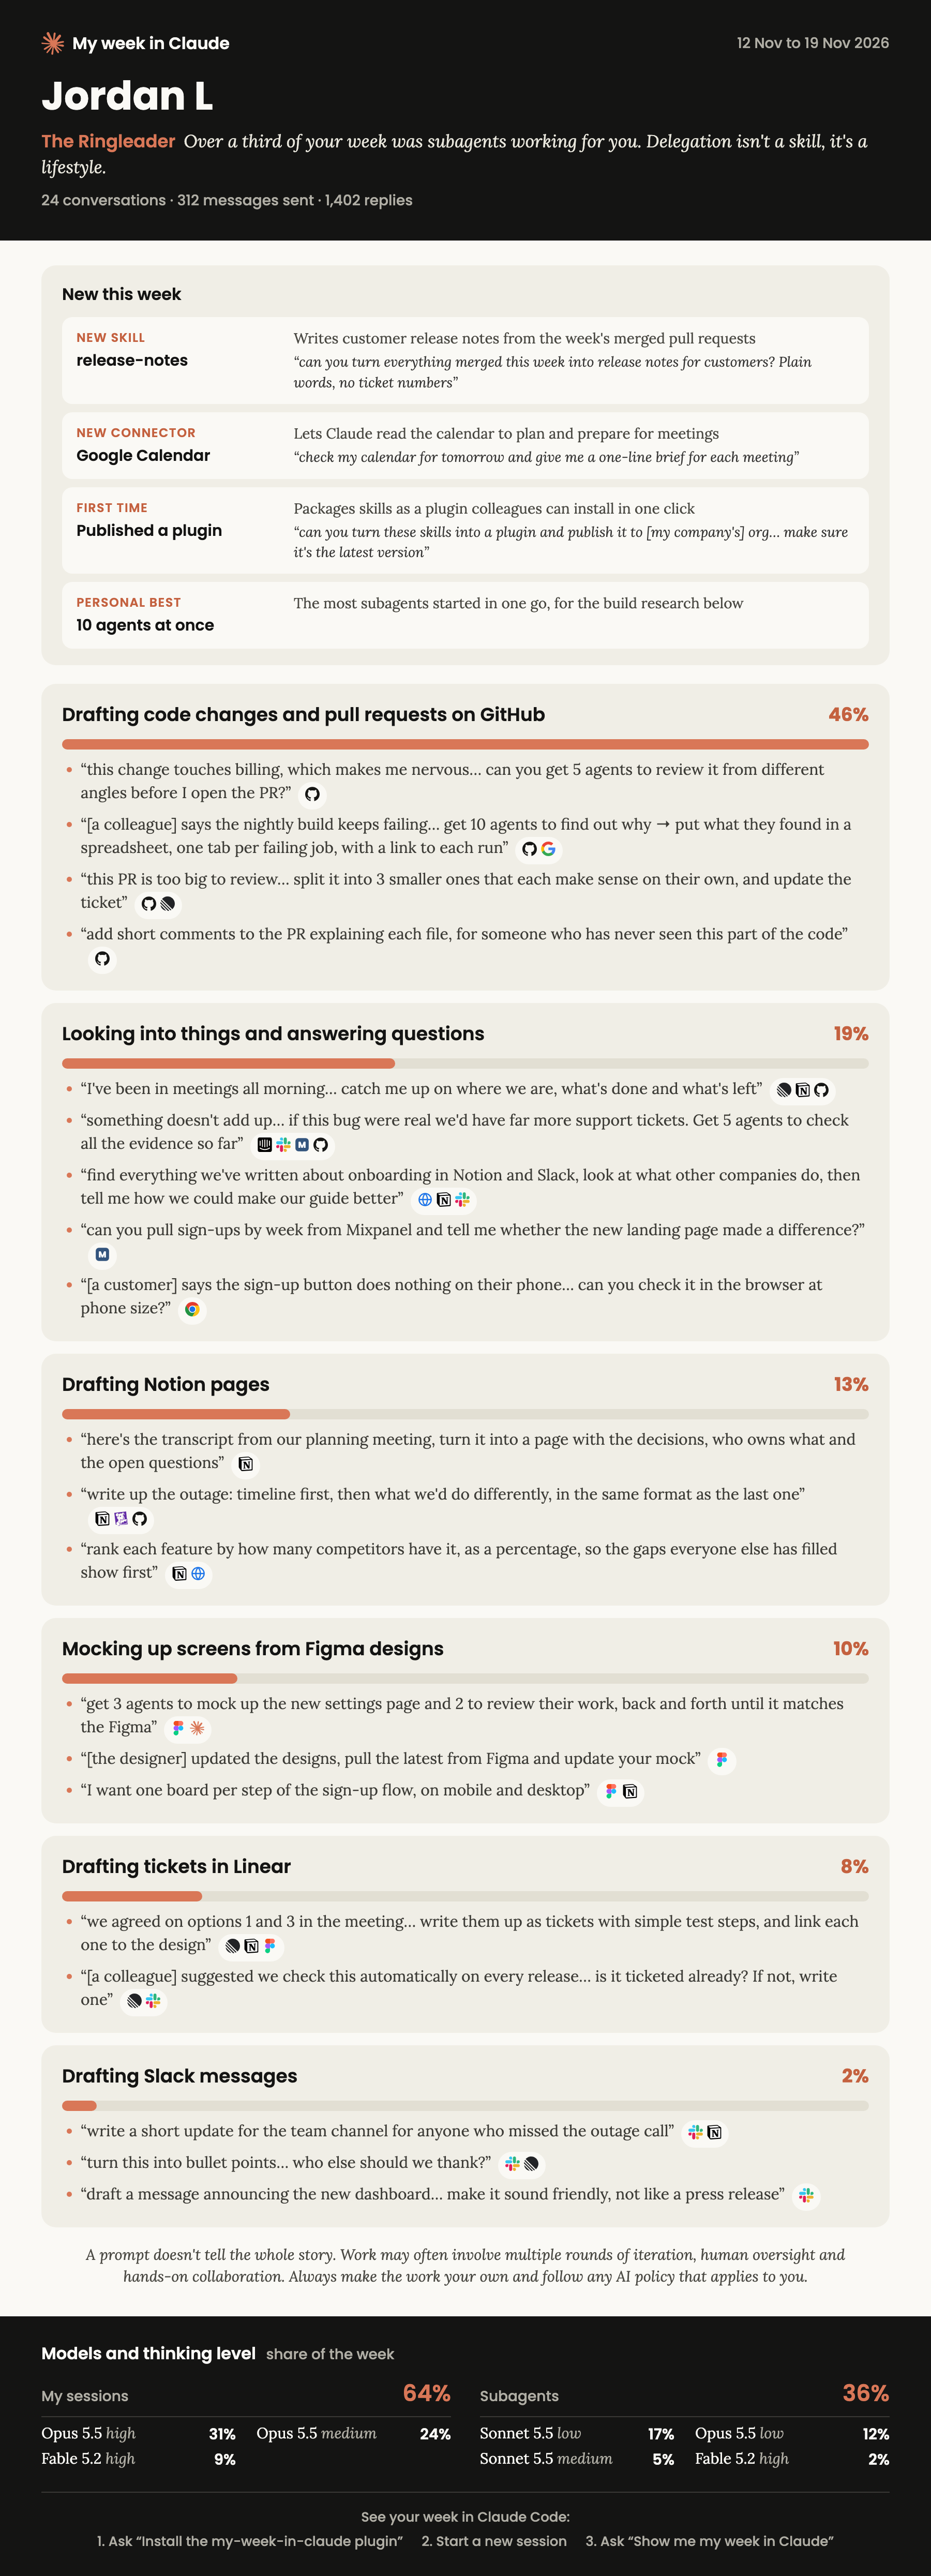 My week in Claude
12 Nov to 19 Nov 2026
Jordan L
The Ringleader Over a third of your week was subagents working for you. Delegation isn't a skill, it's a
lifestyle.
24 conversations · 312 messages sent · 1,402 replies
New this week
NEW SKILL
release-notes
Writes customer release notes from the week's merged pull requests
“can you turn everything merged this week into release notes for customers? Plain
words, no ticket numbers”
NEW CONNECTOR
Google Calendar
Lets Claude read the calendar to plan and prepare for meetings
“check my calendar for tomorrow and give me a one-line brief for each meeting”
FIRST TIME
Published a plugin
Packages skills as a plugin colleagues can install in one click
“can you turn these skills into a plugin and publish it to [my company's] org... make sure
it's the latest version”
PERSONAL BEST
10 agents at once
The most subagents started in one go, for the build research below
Drafting code changes and pull requests on GitHub
46%
• “this change touches billing, which makes me nervous... can you get 5 agents to review it from different
angles before I open the PR?”
• “[a colleague] says the nightly build keeps failing... get 10 agents to find out why → put what they found in a
spreadsheet, one tab per failing job, with a link to each run”
• “this PR is too big to review... split it into 3 smaller ones that each make sense on their own, and update the
ticket”
• “add short comments to the PR explaining each file, for someone who has never seen this part of the code”
Looking into things and answering questions
19%
• “I've been in meetings all morning... catch me up on where we are, what's done and what's left”
• “something doesn't add up... if this bug were real we'd have far more support tickets. Get 5 agents to check
all the evidence so far”
• “find everything we've written about onboarding in Notion and Slack, look at what other companies do, then
tell me how we could make our guide better”
• “can you pull sign-ups by week from Mixpanel and tell me whether the new landing page made a difference?”
• “[a customer] says the sign-up button does nothing on their phone... can you check it in the browser at
phone size?”
Drafting Notion pages
13%
• “here's the transcript from our planning meeting, turn it into a page with the decisions, who owns what and
the open questions”
• “write up the outage: timeline first, then what we'd do differently, in the same format as the last one”
• “rank each feature by how many competitors have it, as a percentage, so the gaps everyone else has filled
show first”
Mocking up screens from Figma designs
10%
• “get 3 agents to mock up the new settings page and 2 to review their work, back and forth until it matches
the Figma”
• “[the designer] updated the designs, pull the latest from Figma and update your mock”
• “I want one board per step of the sign-up flow, on mobile and desktop”
Drafting tickets in Linear
8%
• “we agreed on options 1 and 3 in the meeting... write them up as tickets with simple test steps, and link each
one to the design”
• “[a colleague] suggested we check this automatically on every release... is it ticketed already? If not, write
one”
Drafting Slack messages
2%
• “write a short update for the team channel for anyone who missed the outage call”
• “turn this into bullet points... who else should we thank?”
• “draft a message announcing the new dashboard... make it sound friendly, not like a press release”
A prompt doesn't tell the whole story. Work may often involve multiple rounds of iteration, human oversight and
hands-on collaboration. Always make the work your own and follow any AI policy that applies to you.
Models and thinking level share of the week
My sessions 64%
Opus 5.5 high 31% Opus 5.5 medium 24%
Fable 5.2 high 9%
Subagents 36%
Sonnet 5.5 low 17% Opus 5.5 low 12%
Sonnet 5.5 medium 5% Fable 5.2 high 2%
See your week in Claude Code:
1. Ask “Install the my-week-in-claude plugin” 2. Start a new session 3. Ask “Show me my week in Claude”